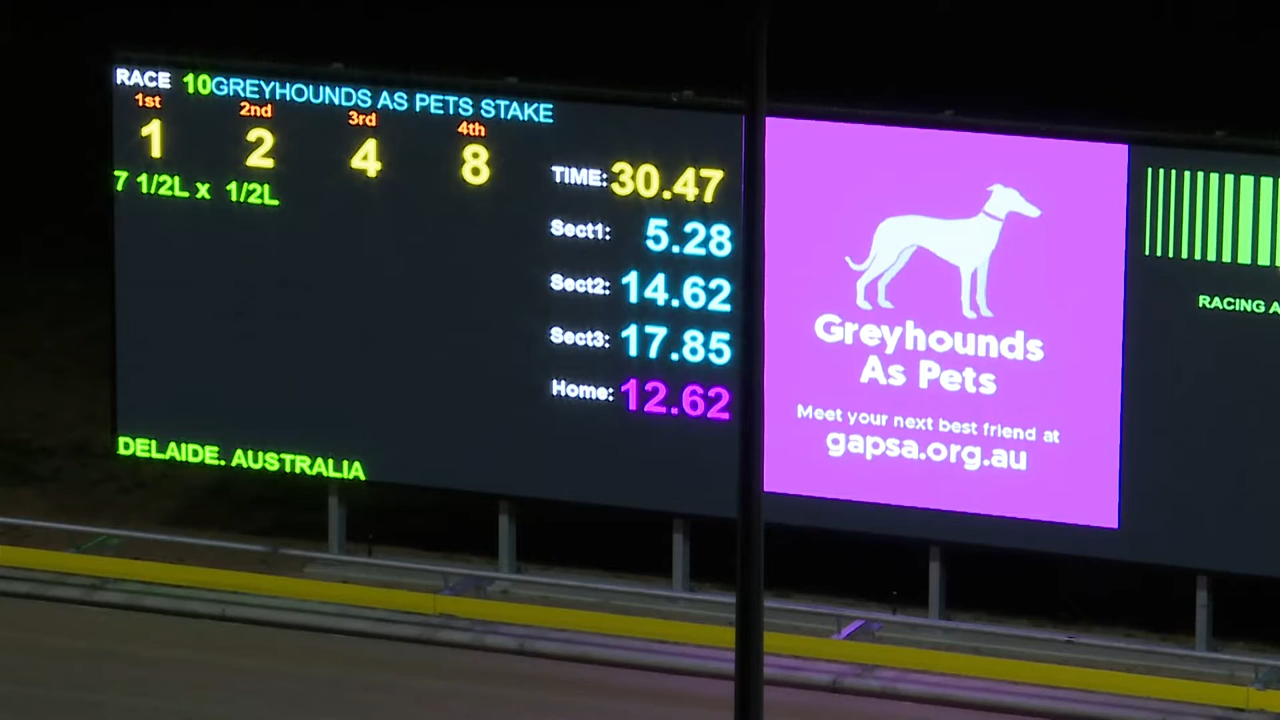 RACE 10GREYHOUNDS AS PETS STAKE
1st 2nd 3rd 4th
1 2 4 8
7 1/2L x 1/2L
TIME: 30.47
Sect1: 5.28
Sect2: 14.62
Sect3: 17.85
Home: 12.62
DELAIDE. AUSTRALIA
Greyhounds
As Pets
Meet your next best friend at
gapsa.org.au
RACING A